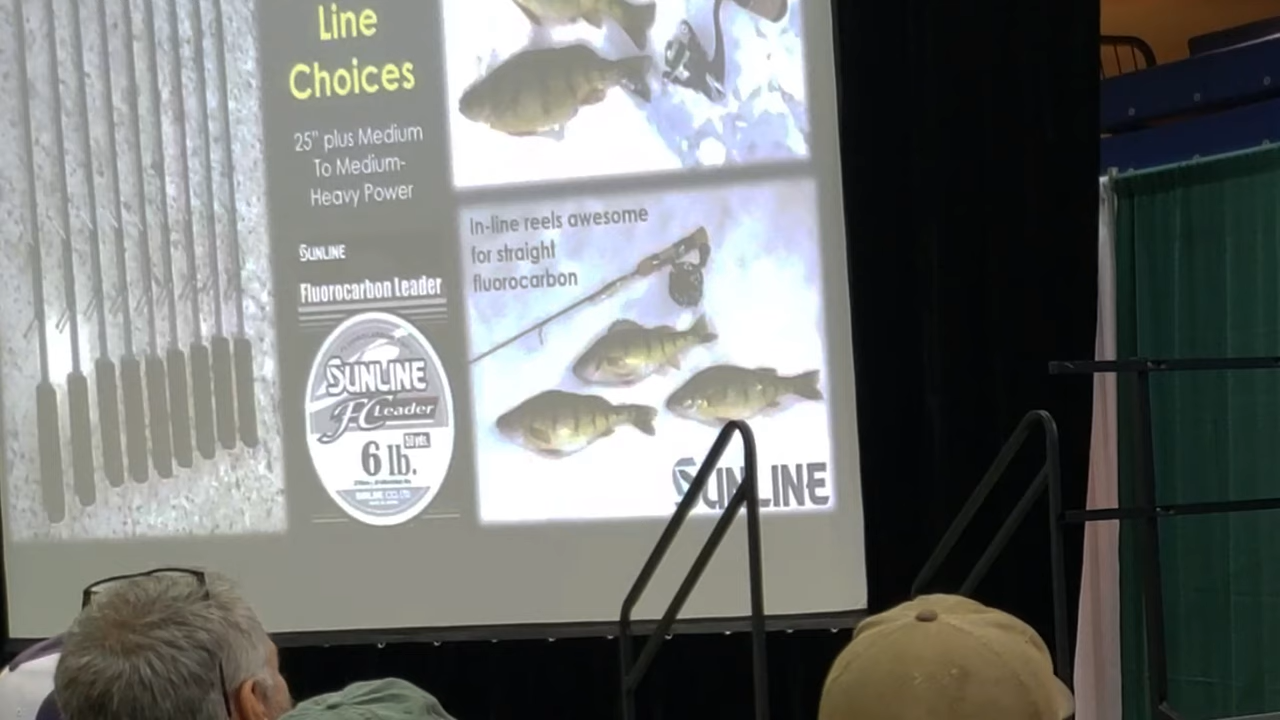 Line
Choices
25" plus Medium
To Medium-
Heavy Power
SUNLINE
Fluorocarbon Leader
SUNLINE
FC Leader
50 yds.
6 lb.
SUNLINE CO., LTD.
In-line reels awesome
for straight
fluorocarbon
SUNLINE